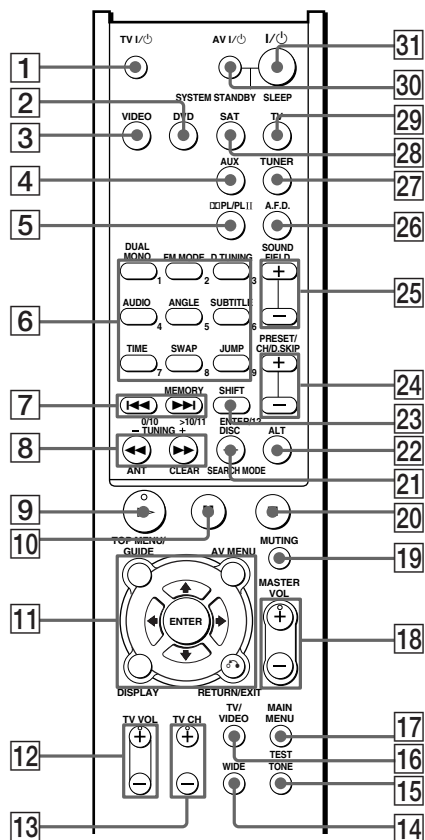 TV I/⏻ AV I/⏻ I/⏻
31
1
30
SYSTEM STANDBY SLEEP
2
VIDEO DVD SAT TV
29
3
28
AUX TUNER
4
27
PL/PL II A.F.D.
5
26
DUAL MONO FM MODE D.TUNING SOUND FIELD
1 2 3
+
25
6
AUDIO ANGLE SUBTITLE
4 5 6
–
TIME SWAP JUMP PRESET/ CH/D.SKIP
7 8 9
+
24
MEMORY SHIFT
–
7
23
0/10 >10/11 ENTER/12
– TUNING + DISC ALT
8
22
ANT CLEAR SEARCH MODE
21
9
20
10
TOP MENU/ GUIDE AV MENU MUTING
19
MASTER VOL
+
11
ENTER
18
–
DISPLAY RETURN/EXIT
TV VOL TV CH TV/ VIDEO MAIN MENU
+ +
17
12
16
WIDE TEST TONE
– –
15
13
14